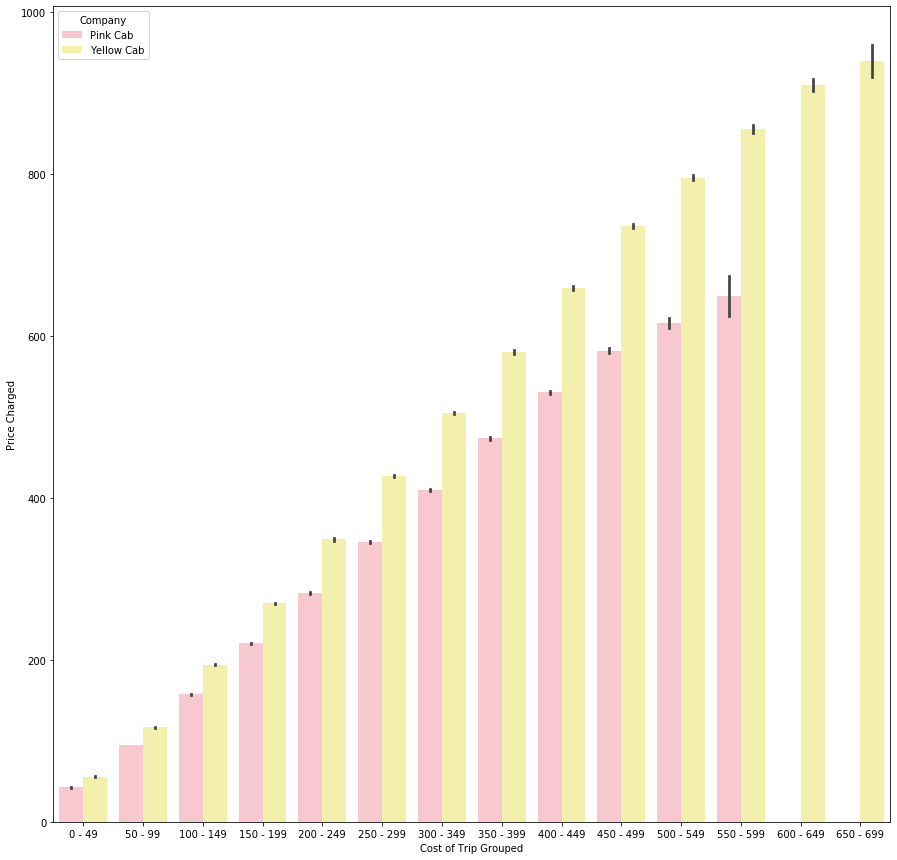 Company
Pink Cab
Yellow Cab
1000
800
600
400
200
0
Price Charged
0 - 49 50 - 99 100 - 149 150 - 199 200 - 249 250 - 299 300 - 349 350 - 399 400 - 449 450 - 499 500 - 549 550 - 599 600 - 649 650 - 699
Cost of Trip Grouped